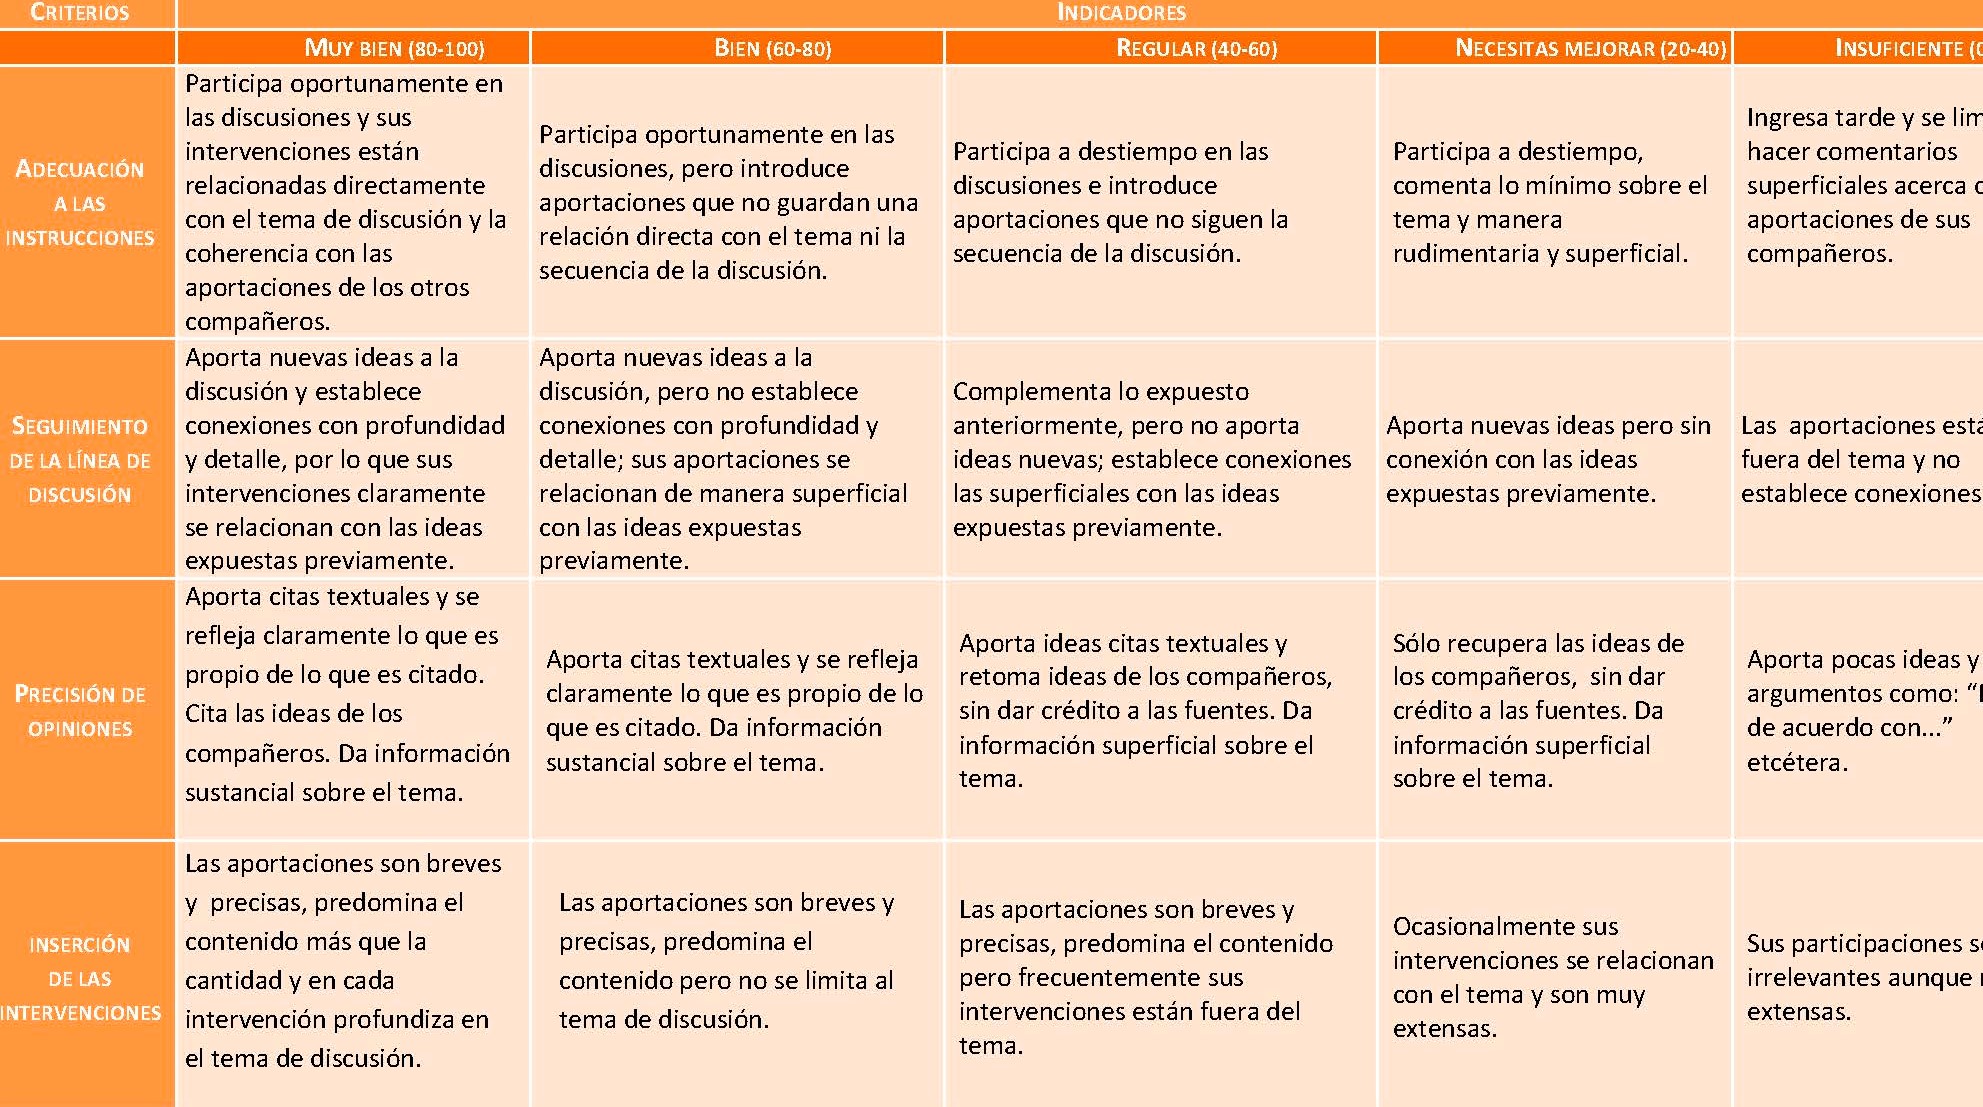 CRITERIOS
INDICADORES
MUY BIEN (80-100)
BIEN (60-80)
REGULAR (40-60)
NECESITAS MEJORAR (20-40)
INSUFICIENTE
ADECUACIÓN
A LAS
INSTRUCCIONES
Participa oportunamente en
las discusiones y sus
intervenciones están
relacionadas directamente
con el tema de discusión y la
coherencia con las
aportaciones de los otros
compañeros.
Participa oportunamente en las
discusiones, pero introduce
aportaciones que no guardan una
relación directa con el tema ni la
secuencia de la discusión.
Participa a destiempo en las
discusiones e introduce
aportaciones que no siguen la
secuencia de la discusión.
Participa a destiempo,
comenta lo mínimo sobre el
tema y manera
rudimentaria y superficial.
Ingresa tarde y se
hacer comentarios
superficiales acerca
aportaciones de sus
compañeros.
SEGUIMIENTO
DE LA LÍNEA DE
DISCUSIÓN
Aporta nuevas ideas a la
discusión y establece
conexiones con profundidad
y detalle, por lo que sus
intervenciones claramente
se relacionan con las ideas
expuestas previamente.
Aporta nuevas ideas a la
discusión, pero no establece
conexiones con profundidad y
detalle; sus aportaciones se
relacionan de manera superficial
con las ideas expuestas
previamente.
Complementa lo expuesto
anteriormente, pero no aporta
ideas nuevas; establece conexiones
las superficiales con las ideas
expuestas previamente.
Aporta nuevas ideas pero sin
conexión con las ideas
expuestas previamente.
Las aportaciones
fuera del tema y no
establece conexiones
PRECISIÓN DE
OPINIONES
Aporta citas textuales y se
refleja claramente lo que es
propio de lo que es citado.
Cita las ideas de los
compañeros. Da información
sustancial sobre el tema.
Aporta citas textuales y se refleja
claramente lo que es propio de lo
que es citado. Da información
sustancial sobre el tema.
Aporta ideas citas textuales y
retoma ideas de los compañeros,
sin dar crédito a las fuentes. Da
información superficial sobre el
tema.
Sólo recupera las ideas de
los compañeros, sin dar
crédito a las fuentes. Da
información superficial
sobre el tema.
Aporta pocas ideas y
argumentos como:
de acuerdo con...”
etcétera.
INSERCIÓN
DE LAS
INTERVENCIONES
Las aportaciones son breves
y precisas, predomina el
contenido más que la
cantidad y en cada
intervención profundiza en
el tema de discusión.
Las aportaciones son breves y
precisas, predomina el
contenido pero no se limita al
tema de discusión.
Las aportaciones son breves y
precisas, predomina el contenido
pero frecuentemente sus
intervenciones están fuera del
tema.
Ocasionalmente sus
intervenciones se relacionan
con el tema y son muy
extensas.
Sus participaciones
irrelevantes aunque
extensas.